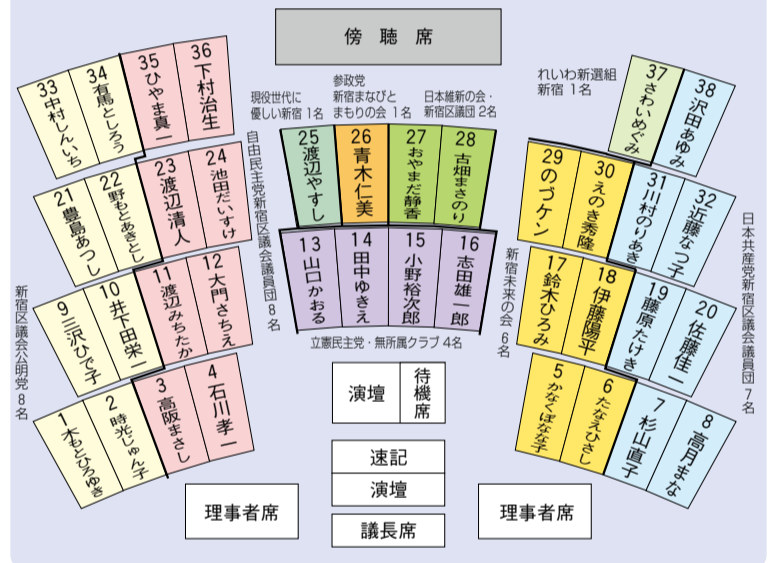 傍聴席
現役世代に
優しい新宿 1名
参政党
新宿まなびと
まもりの会 1名
日本維新の会・
新宿区議団 2名
れいわ新選組
新宿 1名
33 中村しんいち
34 有馬としろう
35 ひやま真一
36 下村治生
25 渡辺やすし
26 青木仁美
27 おやまだ静香
28 古畑まさのり
37 さわいめぐみ
38 沢田あゆみ
21 豊島あつし
22 野もとあきとし
23 渡辺清人
24 池田だいすけ
13 山口かおる
14 田中ゆきえ
15 小野裕次郎
16 志田雄一郎
29 のづケン
30 えのき秀隆
31 川村のりあき
32 近藤なつ子
9 三沢ひで子
10 井下田栄一
11 渡辺みちたか
12 大門さちえ
17 鈴木ひろみ
18 伊藤陽平
19 藤原たけき
20 佐藤佳一
1 木もとひろゆき
2 時光じゅん子
3 高阪まさし
4 石川孝一
5 かなくぼなな子
6 たなえひさし
7 杉山直子
8 高月まな
新宿区議会公明党 8名
自由民主党新宿区議会議員団 8名
立憲民主党・無所属クラブ 4名
新宿未来の会 6名
日本共産党新宿区議会議員団 7名
演壇
待機席
速記
演壇
議長席
理事者席
理事者席